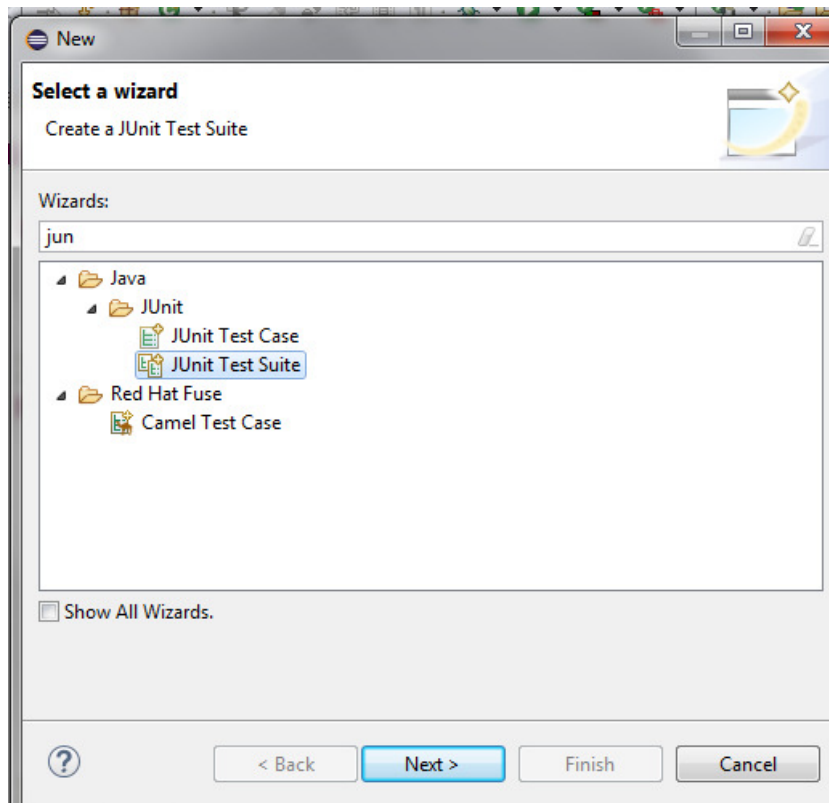 New
Select a wizard
Create a JUnit Test Suite
Wizards:
jun
Java
JUnit
JUnit Test Case
JUnit Test Suite
Red Hat Fuse
Camel Test Case
Show All Wizards.
? < Back Next > Finish Cancel